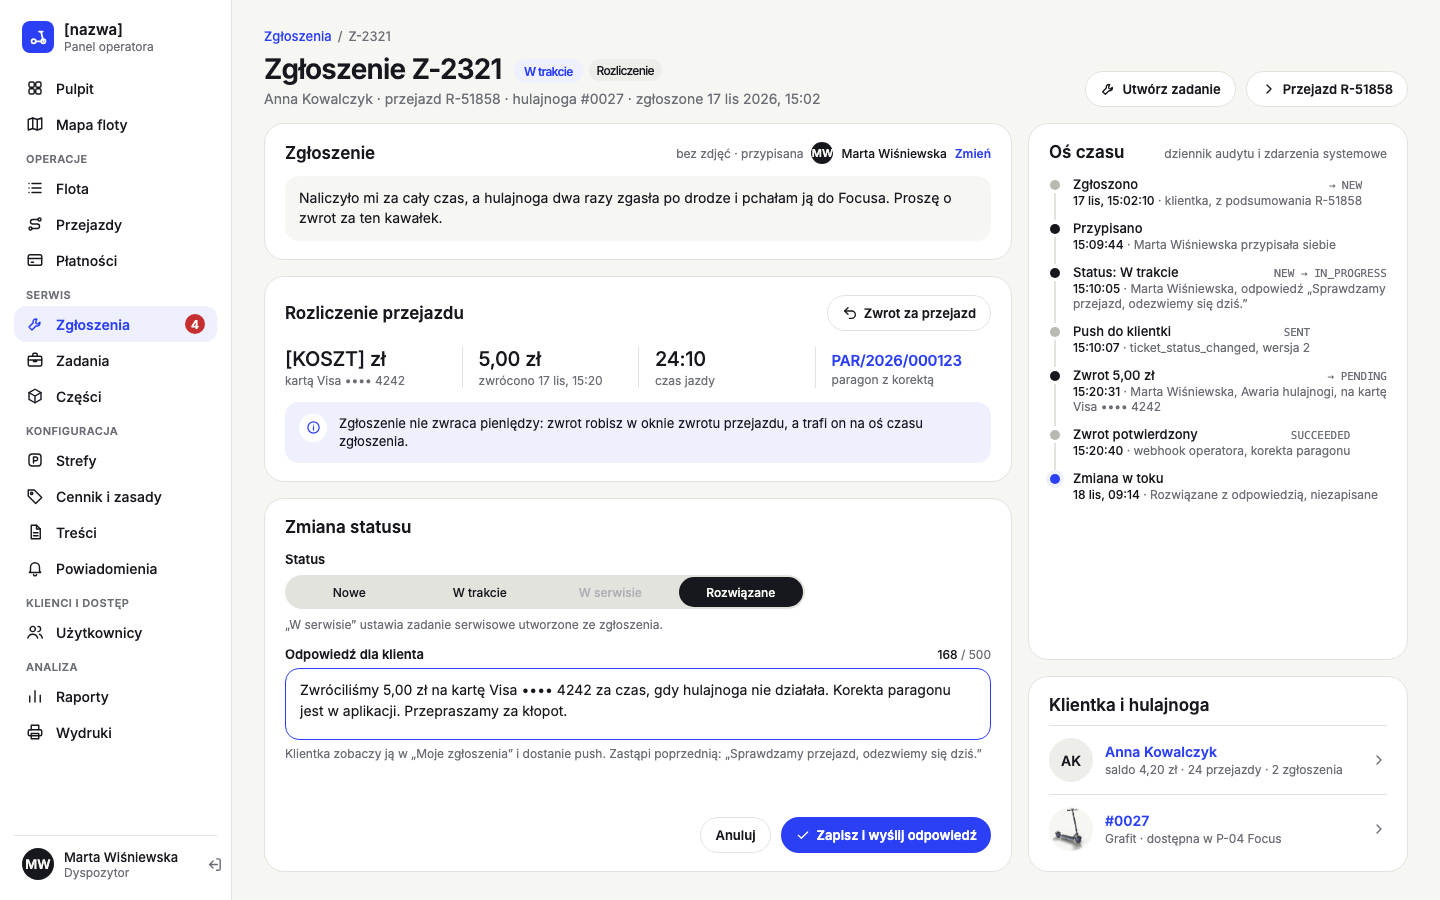 [nazwa]
Panel operatora
Pulpit
Mapa floty
OPERACJE
Flota
Przejazdy
Płatności
SERWIS
Zgłoszenia 4
Zadania
Części
KONFIGURACJA
Strefy
Cennik i zasady
Treści
Powiadomienia
KLIENCI I DOSTĘP
Użytkownicy
ANALIZA
Raporty
Wydruki
MW Marta Wiśniewska
Dyspozytor
Zgłoszenia / Z-2321
Zgłoszenie Z-2321 W trakcie Rozliczenie
Anna Kowalczyk · przejazd R-51858 · hulajnoga #0027 · zgłoszone 17 lis 2026, 15:02
Utwórz zadanie
Przejazd R-51858
Zgłoszenie
bez zdjęć · przypisana MW Marta Wiśniewska Zmień
Naliczyło mi za cały czas, a hulajnoga dwa razy zgasła po drodze i pchałam ją do Focusa. Proszę o
zwrot za ten kawałek.
Rozliczenie przejazdu
Zwrot za przejazd
[KOSZT] zł
kartą Visa •••• 4242
5,00 zł
zwrócono 17 lis, 15:20
24:10
czas jazdy
PAR/2026/000123
paragon z korektą
Zgłoszenie nie zwraca pieniędzy: zwrot robisz w oknie zwrotu przejazdu, a trafi on na oś czasu
zgłoszenia.
Zmiana statusu
Status
Nowe W trakcie W serwisie Rozwiązane
„W serwisie” ustawia zadanie serwisowe utworzone ze zgłoszenia.
Odpowiedź dla klienta 168 / 500
Zwróciliśmy 5,00 zł na kartę Visa •••• 4242 za czas, gdy hulajnoga nie działała. Korekta paragonu
jest w aplikacji. Przepraszamy za kłopot.
Klientka zobaczy ją w „Moje zgłoszenia” i dostanie push. Zastąpi poprzednią: „Sprawdzamy przejazd, odezwiemy się dziś.”
Anuluj
Zapisz i wyślij odpowiedź
Oś czasu
dziennik audytu i zdarzenia systemowe
Zgłoszono → NEW
17 lis, 15:02:10 · klientka, z podsumowania R-51858
Przypisano
15:09:44 · Marta Wiśniewska przypisała siebie
Status: W trakcie NEW → IN_PROGRESS
15:10:05 · Marta Wiśniewska, odpowiedź „Sprawdzamy
przejazd, odezwiemy się dziś.”
Push do klientki SENT
15:10:07 · ticket_status_changed, wersja 2
Zwrot 5,00 zł → PENDING
15:20:31 · Marta Wiśniewska, Awaria hulajnogi, na kartę
Visa •••• 4242
Zwrot potwierdzony SUCCEEDED
15:20:40 · webhook operatora, korekta paragonu
Zmiana w toku
18 lis, 09:14 · Rozwiązane z odpowiedzią, niezapisane
Klientka i hulajnoga
AK Anna Kowalczyk
saldo 4,20 zł · 24 przejazdy · 2 zgłoszenia
#0027
Grafit · dostępna w P-04 Focus